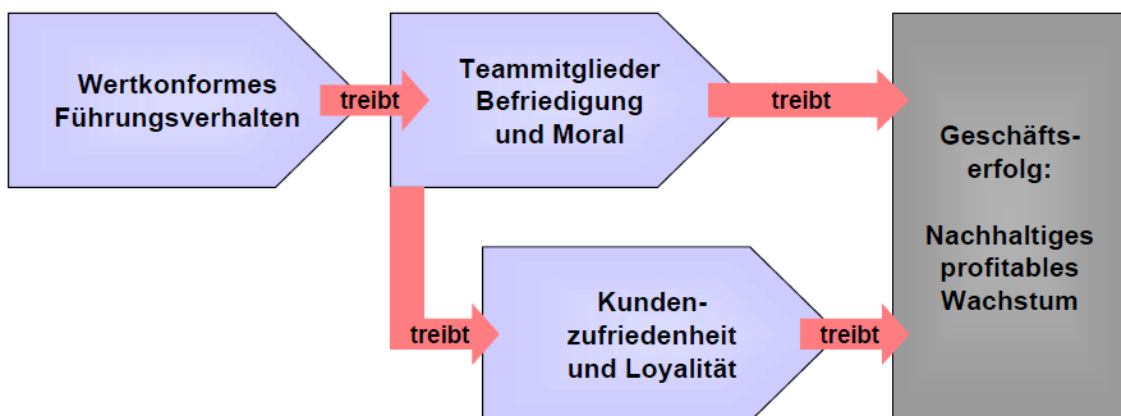 Wertkonformes
Führungsverhalten
treibt
Teammitglieder
Befriedigung
und Moral
treibt
Geschäfts-
erfolg:
Nachhaltiges
profitables
Wachstum
treibt
Kunden-
zufriedenheit
und Loyalität
treibt